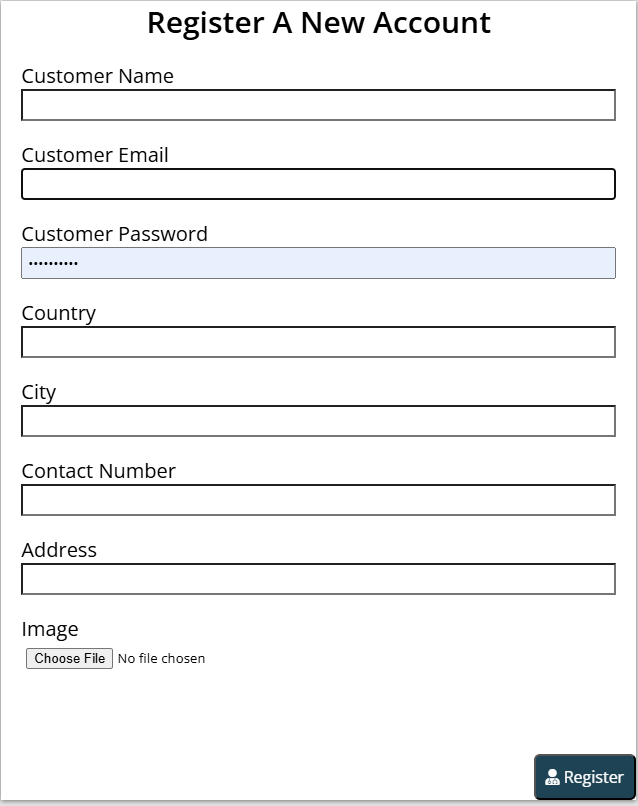 Register A New Account
Customer Name
Customer Email
Customer Password
••••••••••
Country
City
Contact Number
Address
Image
Choose File No file chosen
Register